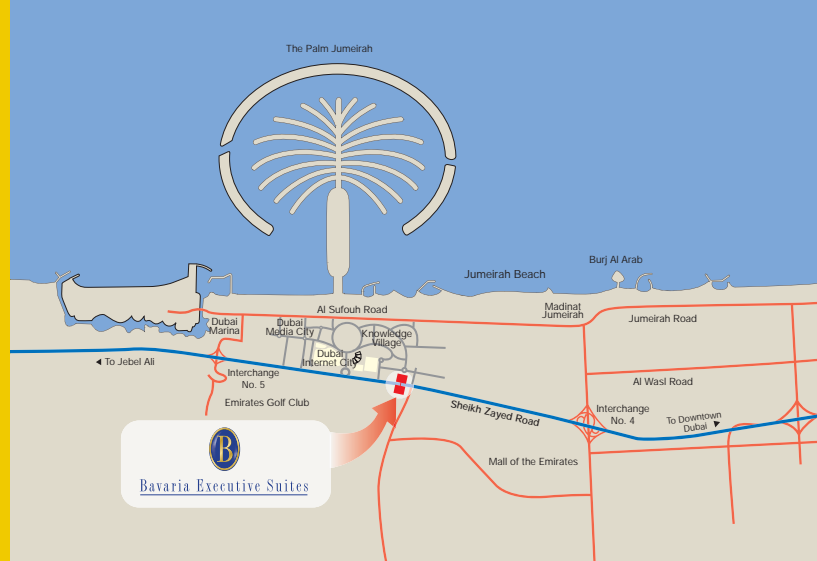 The Palm Jumeirah
Burj Al Arab
Jumeirah Beach
Al Sufouh Road
Madinat
Jumeirah
Jumeirah Road
Dubai
Marina
Dubai
Media City
Knowledge
Village
Dubai
Internet City
To Jebel Ali
Interchange
No. 5
Emirates Golf Club
Al Wasl Road
Sheikh Zayed Road
Interchange
No. 4
To Downtown
Dubai
Mall of the Emirates
B
Bavaria Executive Suites